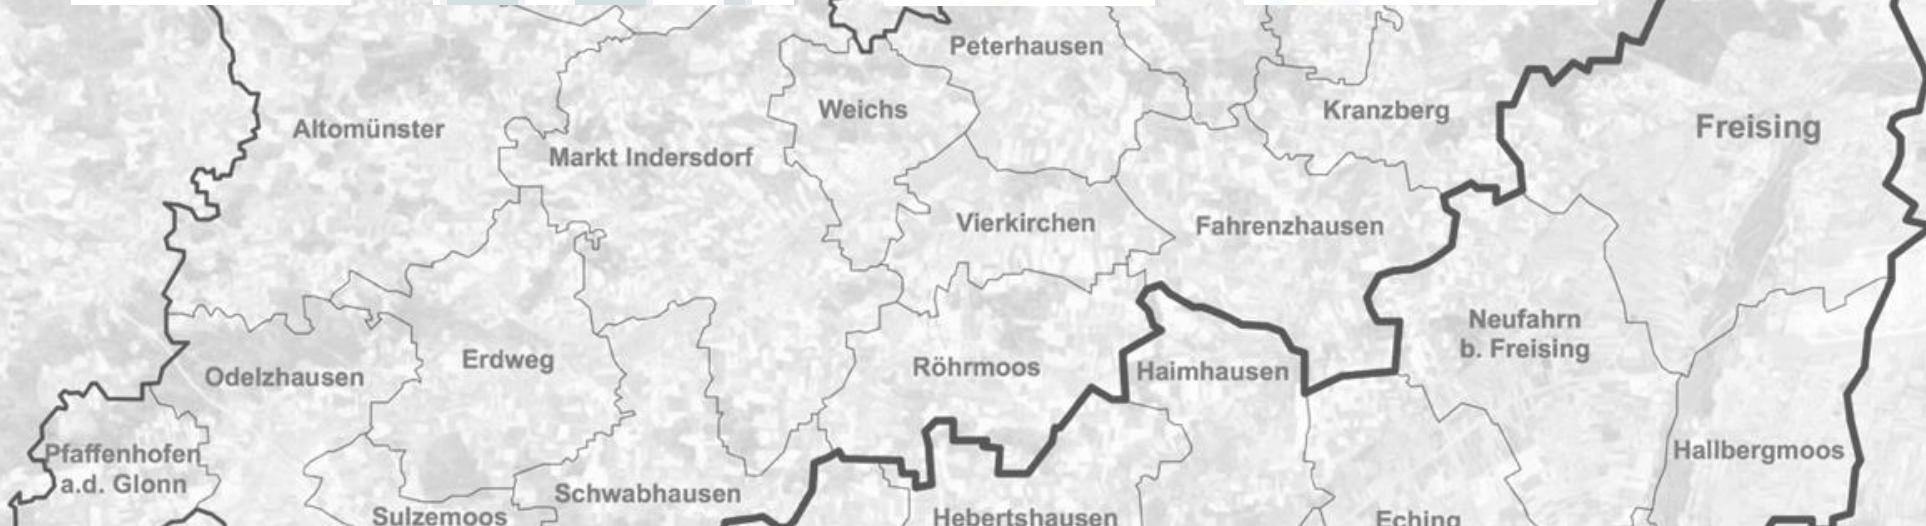 Peterhausen
Weichs
Kranzberg
Altomünster
Freising
Markt Indersdorf
Vierkirchen
Fahrenzhausen
Neufahrn
b. Freising
Erdweg
Röhrmoos
Haimhausen
Odelzhausen
Pfaffenhofen
a.d. Glonn
Hallbergmoos
Schwabhausen
Sulzemoos
Hebertshausen
Eching